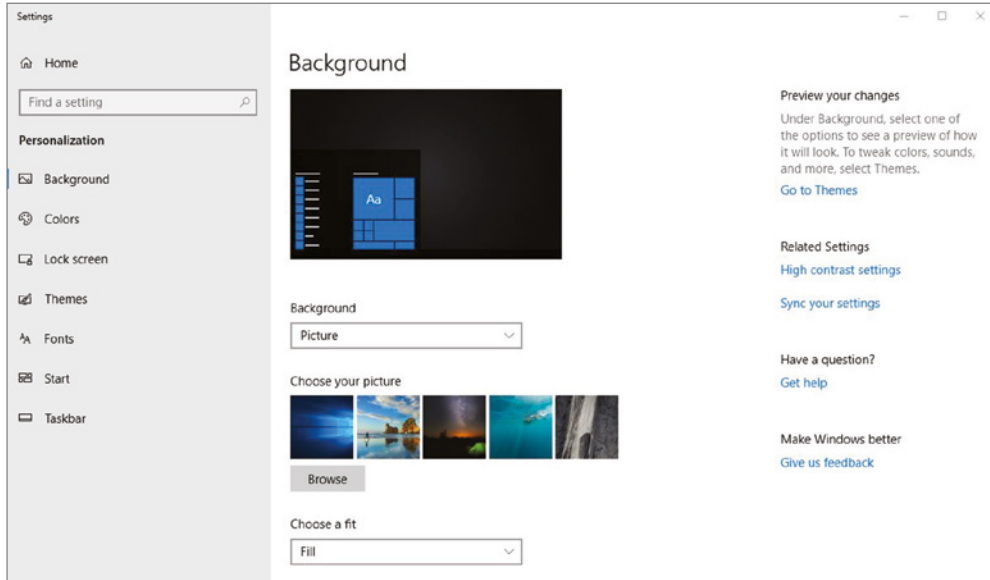 Settings
Home
Find a setting
Personalization
Background
Colors
Lock screen
Themes
Fonts
Start
Taskbar
Background
Aa
Background
Picture
Choose your picture
Browse
Choose a fit
Fill
Preview your changes
Under Background, select one of
the options to see a preview of how
it will look. To tweak colors, sounds,
and more, select Themes.
Go to Themes
Related Settings
High contrast settings
Sync your settings
Have a question?
Get help
Make Windows better
Give us feedback